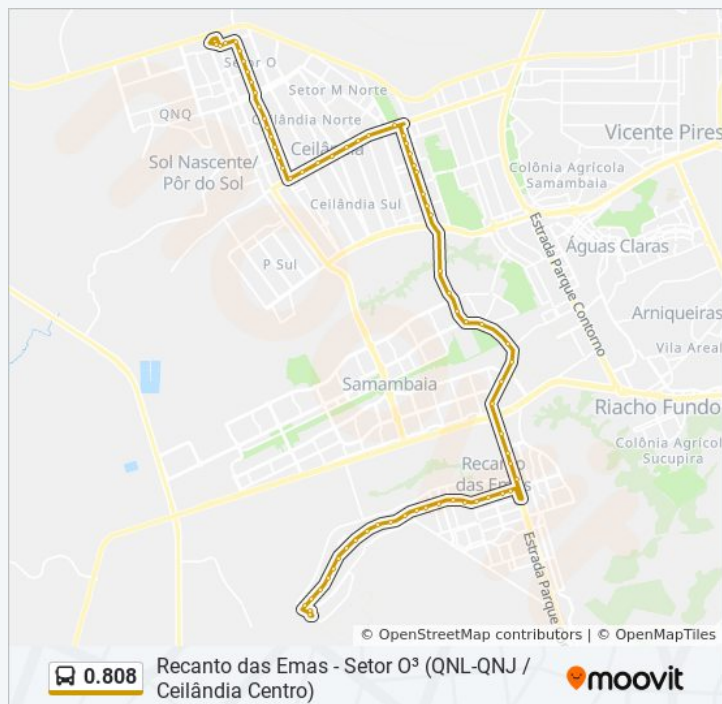 Setor O
Setor M Norte
QNQ
Ceilândia Norte
Vicente Pires
Ceilândia
Sol Nascente/
Pôr do Sol
Colônia Agrícola
Samambaia
Ceilândia Sul
Estrada Parque Contorno
P Sul
Águas Claras
Arniqueiras
Vila Areal
Samambaia
Riacho Fundo
Colônia Agríco
Sucupira
Recanto
das Emas
Estrada Parque
© OpenStreetMap contributors | © OpenMapTiles
0.808
Recanto das Emas - Setor O³ (QNL-QNJ /
Ceilândia Centro)
moovit